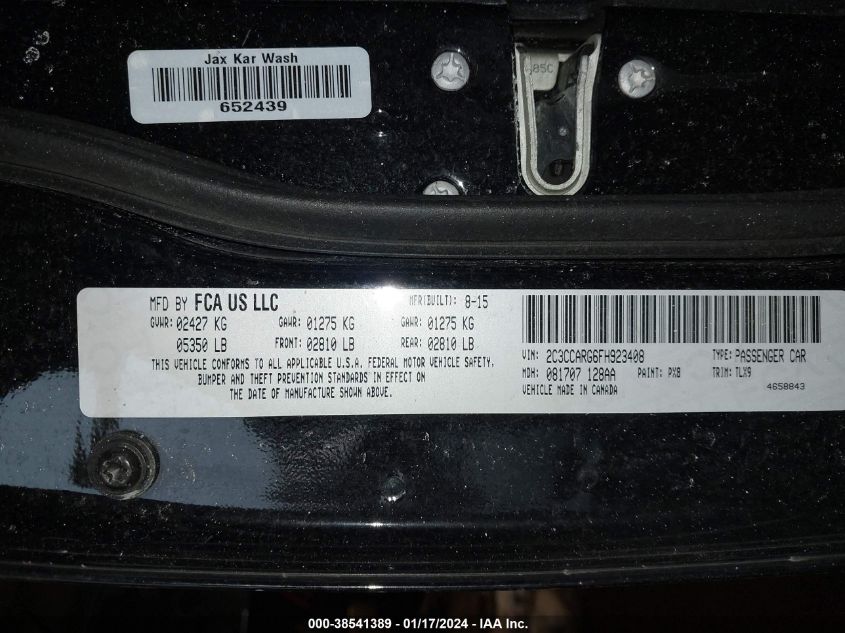 Jax Kar Wash
652439
85C
MFD BY FCA US LLC
MFR(BUILT): 8-15
GVWR: 02427 KG GAWR: 01275 KG GAWR: 01275 KG
05350 LB FRONT: 02810 LB REAR: 02810 LB
THIS VEHICLE CONFORMS TO ALL APPLICABLE U.S.A. FEDERAL MOTOR VEHICLE SAFETY,
BUMPER AND THEFT PREVENTION STANDARDS IN EFFECT ON
THE DATE OF MANUFACTURE SHOWN ABOVE.
VIN: 2C3CCARG6FH923408 TYPE: PASSENGER CAR
MDH: 081707 128AA PAINT: PX8 TRIM: TLX9
VEHICLE MADE IN CANADA 4658843
000-38541389 - 01/17/2024 - IAA Inc.